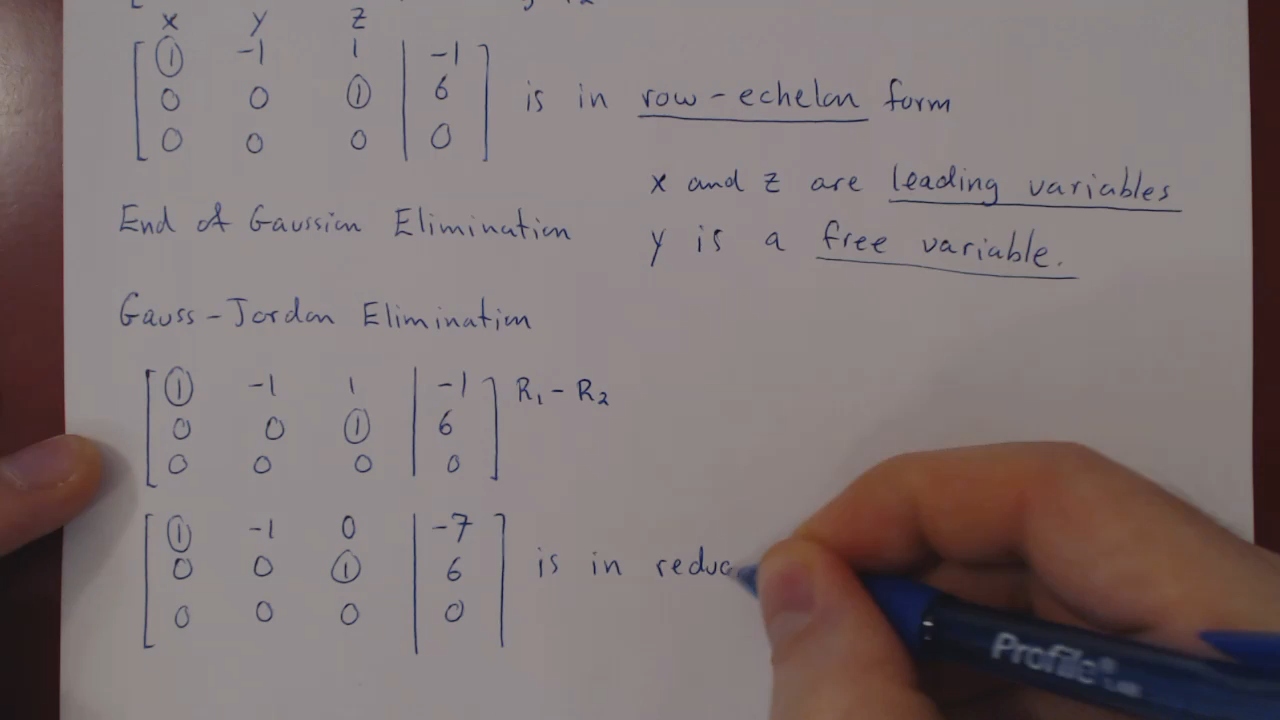 x y z
1 -1 1 -1
0 0 1 6 is in row-echelon form
0 0 0 0
x and z are leading variables
End of Gaussian Elimination
y is a free variable.
Gauss-Jordan Elimination
1 -1 1 -1 R₁ - R₂
0 0 1 6
0 0 0 0
1 -1 0 -7
0 0 1 6 is in reduc
0 0 0 0
Profile